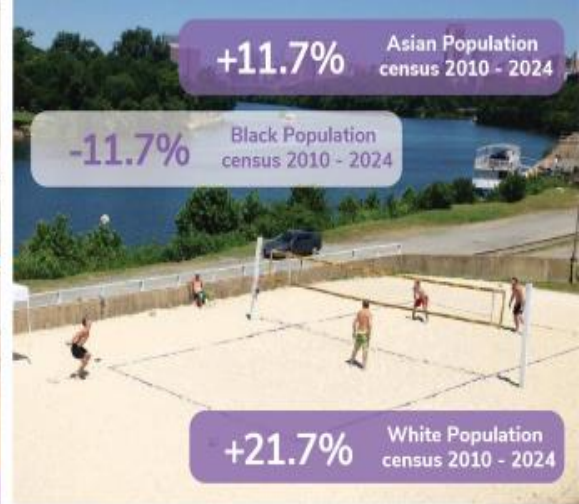 +11.7%
Asian Population
census 2010 - 2024
-11.7%
Black Population
census 2010 - 2024
+21.7%
White Population
census 2010 - 2024